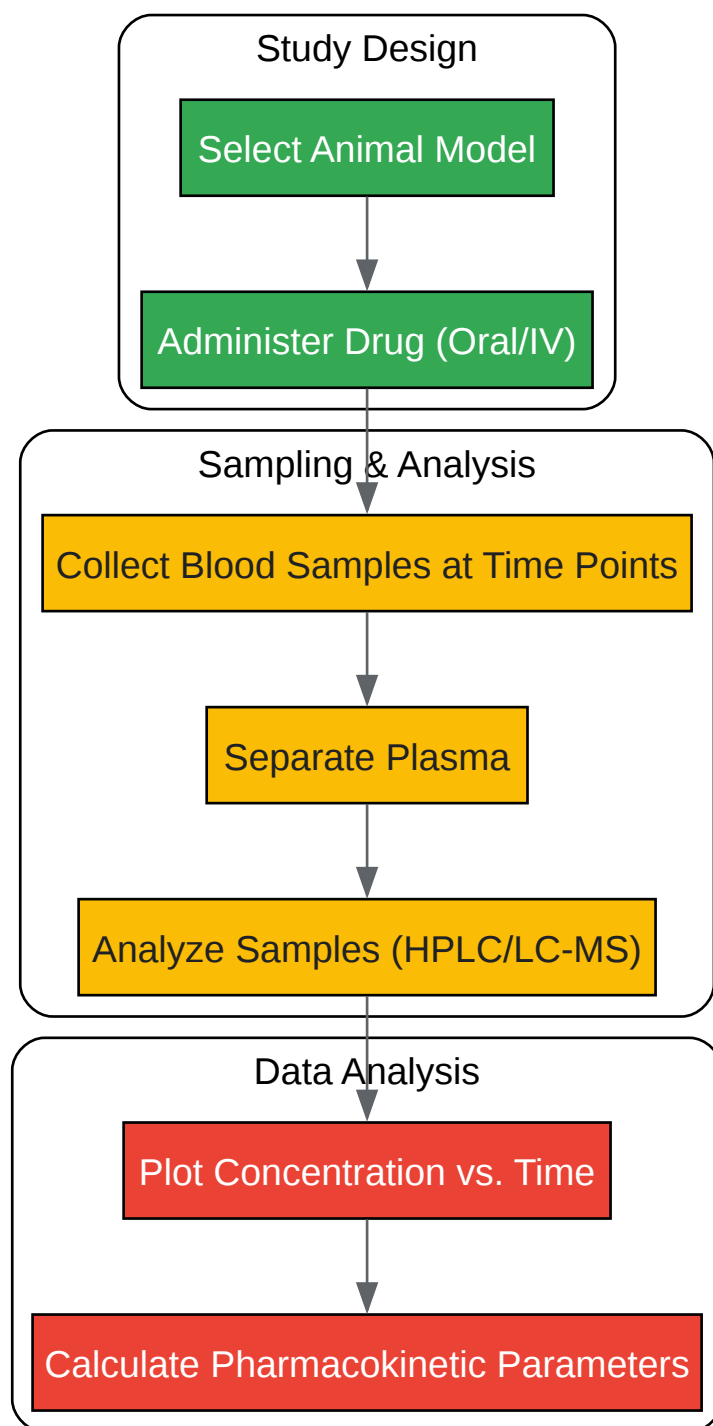 Study Design
Select Animal Model
Administer Drug (Oral/IV)
Sampling & Analysis
Collect Blood Samples at Time Points
Separate Plasma
Analyze Samples (HPLC/LC-MS)
Data Analysis
Plot Concentration vs. Time
Calculate Pharmacokinetic Parameters